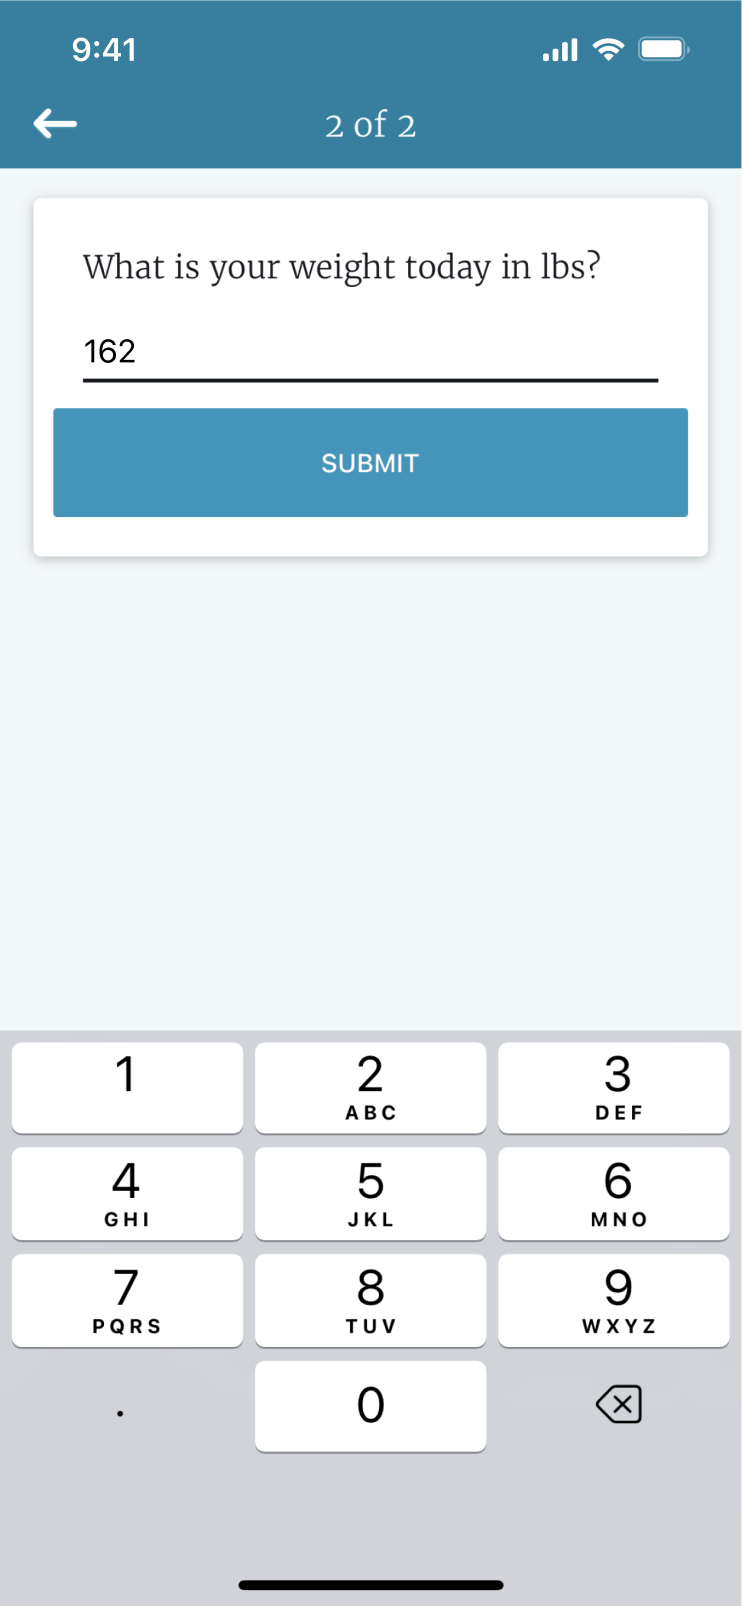 9:41
2 of 2
What is your weight today in lbs?
162
SUBMIT
1
2
ABC
3
DEF
4
GHI
5
JKL
6
MNO
7
PQRS
8
TUV
9
WXYZ
.
0